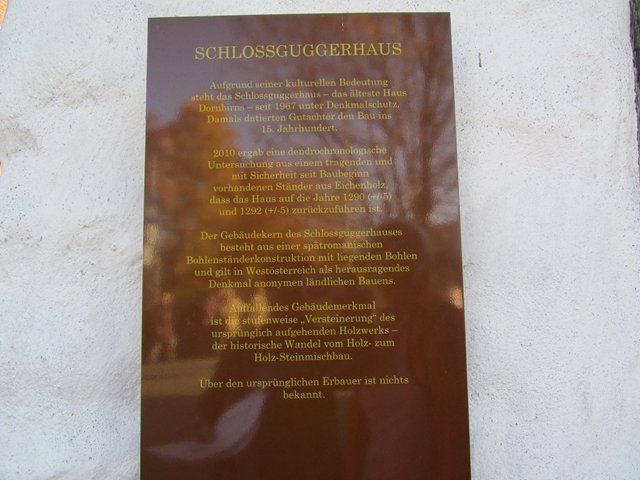 SCHLOSSGUGGERHAUS
Aufgrund seiner kulturellen Bedeutung
steht das Schlossguggerhaus – das älteste Haus
Dornbirns – seit 1967 unter Denkmalschutz.
Damals datierten Gutachter den Bau ins
15. Jahrhundert.
2010 ergab eine dendrochronologische
Untersuchung aus einem tragenden und
mit Sicherheit seit Baubeginn
vorhandenen Ständer aus Eichenholz,
dass das Haus auf die Jahre 1290 (+/-5)
und 1292 (+/-5) zurückzuführen ist.
Der Gebäudekern des Schlossguggerhauses
besteht aus einer spätromanischen
Bohlenständerkonstruktion mit liegenden Bohlen
und gilt in Westösterreich als herausragendes
Denkmal anonymen ländlichen Bauens.
Auffallendes Gebäudemerkmal
ist die stufenweise „Versteinerung“ des
ursprünglich aufgehenden Holzwerks –
der historische Wandel vom Holz- zum
Holz-Steinmischbau.
Über den ursprünglichen Erbauer ist nichts
bekannt.